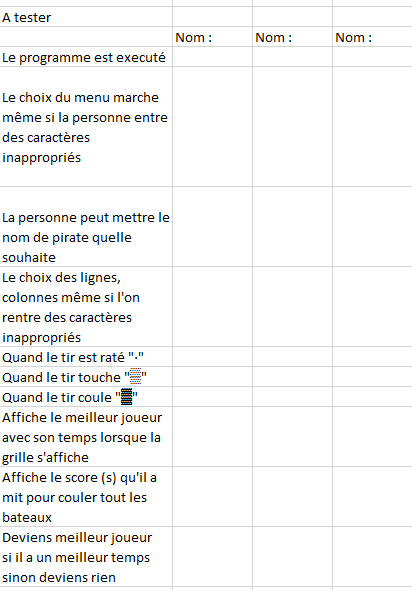 A tester
Nom : Nom : Nom :
Le programme est executé
Le choix du menu marche
même si la personne entre
des caractères
inappropriés
La personne peut mettre le
nom de pirate quelle
souhaite
Le choix des lignes,
colonnes même si l'on
rentre des caractères
inappropriés
Quand le tir est raté "·"
Quand le tir touche "▒"
Quand le tir coule "▓"
Affiche le meilleur joueur
avec son temps lorsque la
grille s'affiche
Affiche le score (s) qu'il a
mit pour couler tout les
bateaux
Deviens meilleur joueur
si il a un meilleur temps
sinon deviens rien